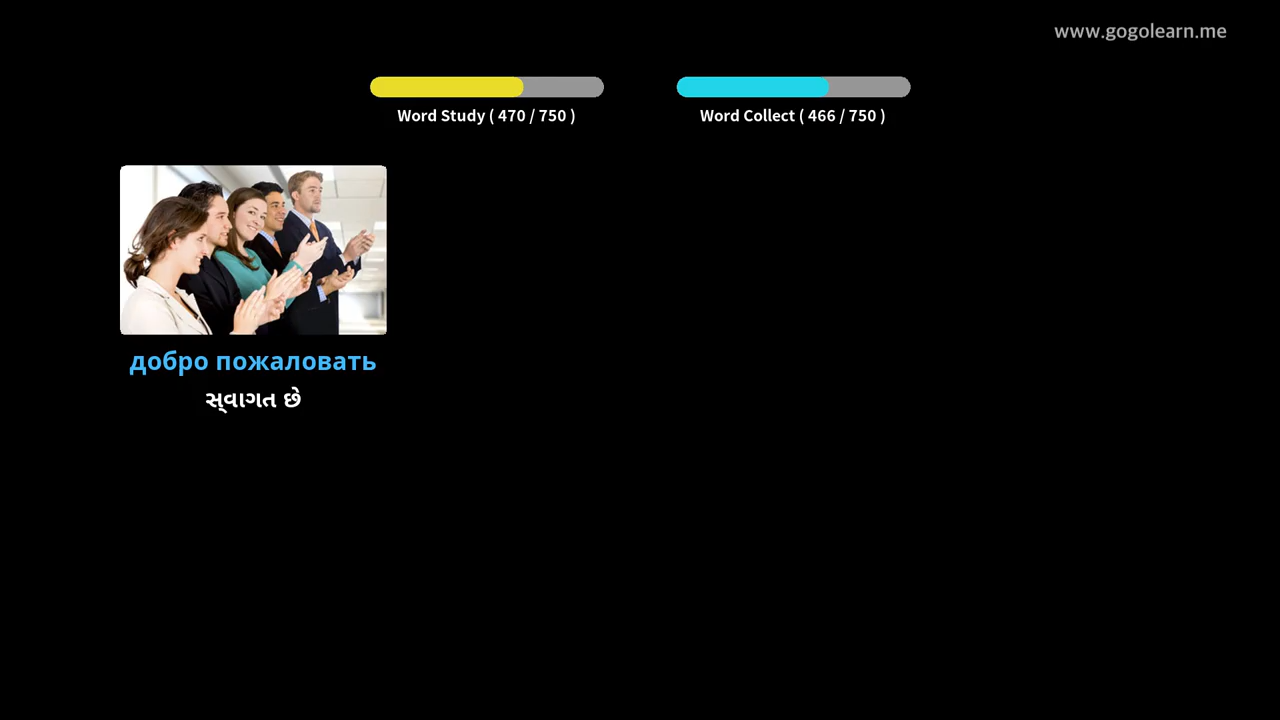 www.gogolearn.me
Word Study ( 470 / 750 )
Word Collect ( 466 / 750 )
добро пожаловать
સ્વાગત છે